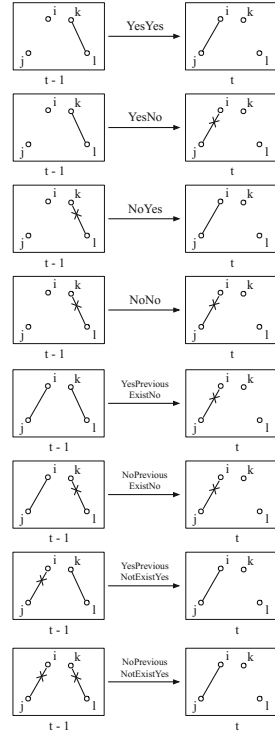 i k
YesYes
i k
j l
j l
t - 1
t
i k
YesNo
i k
j l
j l
t - 1
t
i k
NoYes
i k
j l
j l
t - 1
t
i k
NoNo
i k
j l
j l
t - 1
t
i k
YesPrevious
ExistNo
i k
j l
j l
t - 1
t
i k
NoPrevious
ExistNo
i k
j l
j l
t - 1
t
i k
YesPrevious
NotExistYes
i k
j l
j l
t - 1
t
i k
NoPrevious
NotExistYes
i k
j l
j l
t - 1
t